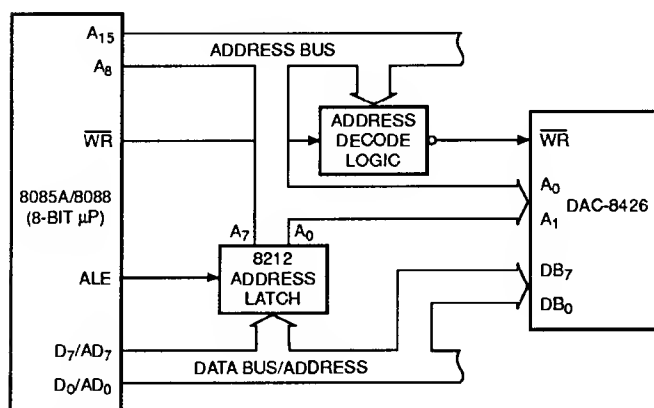 A15
ADDRESS BUS
A8
ADDRESS
DECODE
LOGIC
WR
WR
8085A/8088
(8-BIT μP)
A0
A1
DAC-8426
A7
A0
8212
ADDRESS
LATCH
ALE
DB7
DB0
D7/AD7
DATA BUS/ADDRESS
D0/AD0